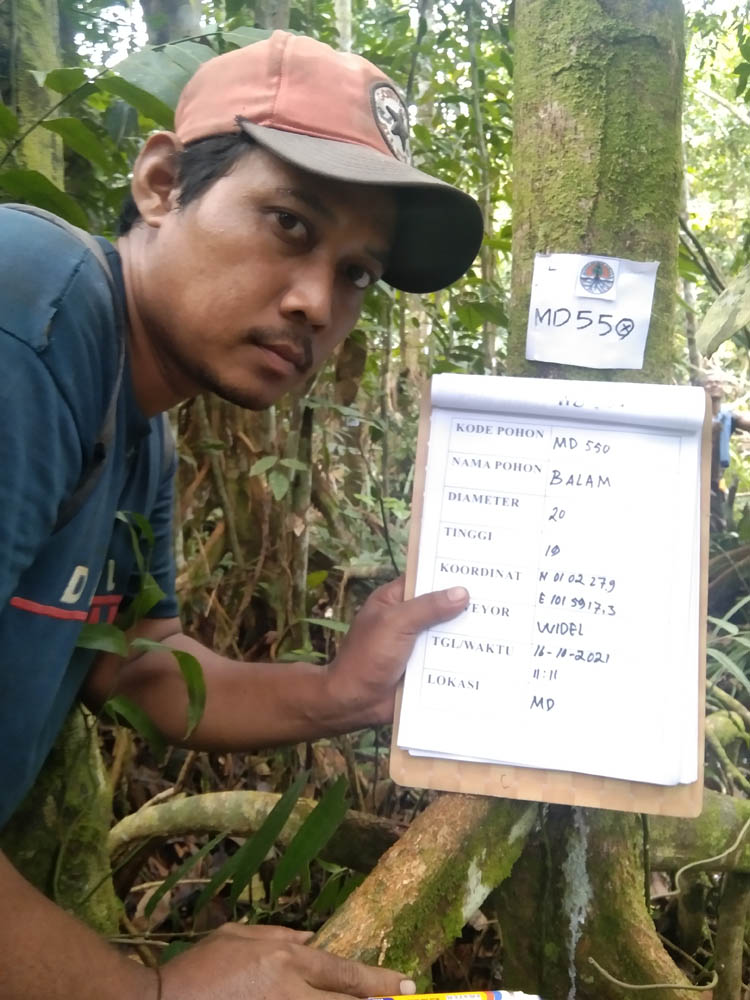 MD550
KODE POHON MD 550
NAMA POHON BALAM
DIAMETER 20
TINGGI 10
KOORDINAT N 01 02 27,9
E 101 59 17,3
VEYOR WIDEL
TGL/WAKTU 16-10-2021
11:11
LOKASI MD